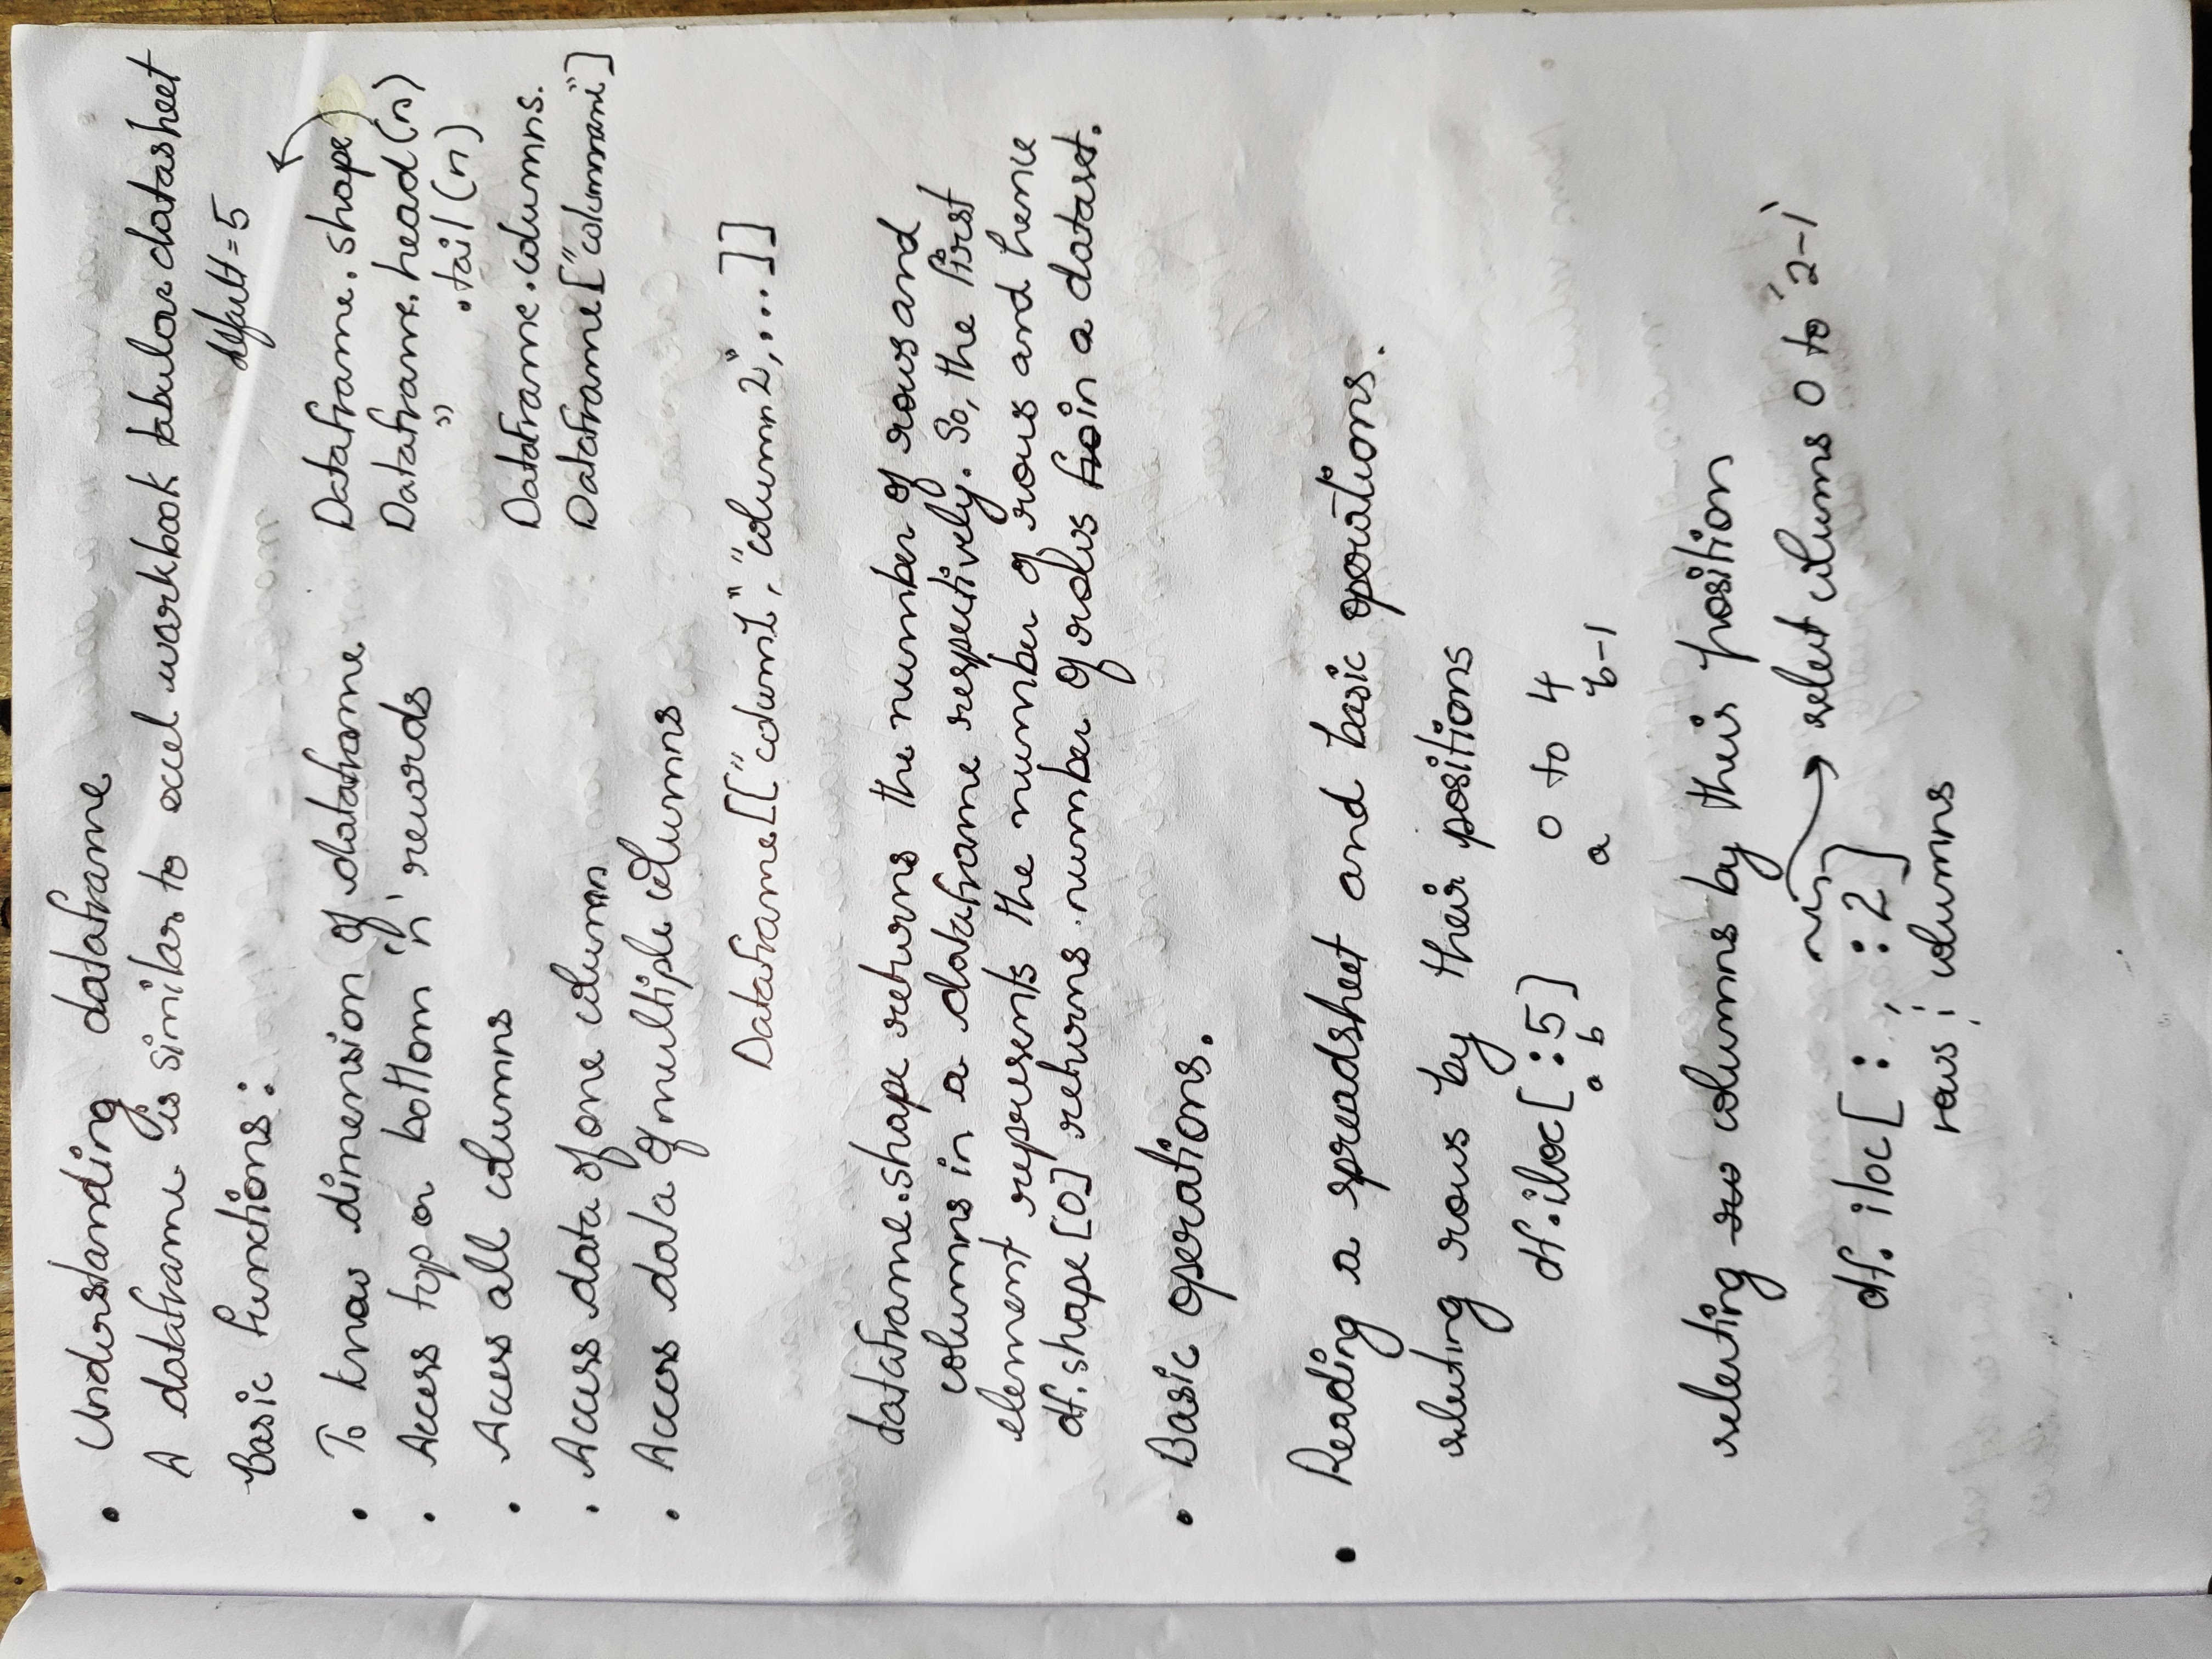 • Understanding dataframe
A dataframe is similar to excel workbook tabular datasheet
default = 5
Basic functions :
• To know dimension of dataframe Dataframe. shape
• Access top or bottom 'n' records Dataframe. head (n)
” .tail (n)
• Access all columns Dataframe.columns.
• Access data of one column Dataframe ["columnname"]
• Access data of multiple columns
Dataframe[["colum1", "column2", ...]]
dataframe.shape returns the number of rows and
columns in a dataframe respectively. So, the first
element represents the number of rows and hence
df.shape [0] returns number of rows in a dataset.
• Basic operations.
• Reading a spreadsheet and basic operations.
selecting rows by their positions
df.iloc[ :5] 0 to 4
a b a b-1
selecting columns by their position
select colums 0 to '2-1'
df. iloc[ : , :2]
rows ; columns